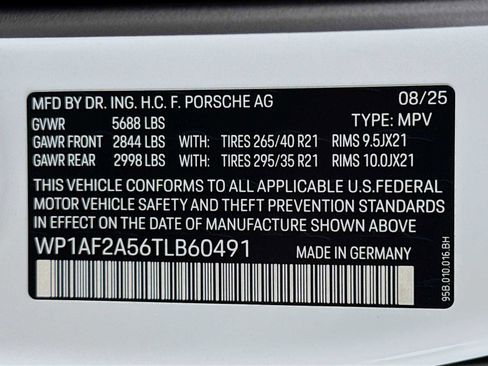 MFD BY DR. ING. H.C. F. PORSCHE AG 08/25
GVWR 5688 LBS TYPE: MPV
GAWR FRONT 2844 LBS WITH: TIRES 265/40 R21 RIMS 9.5JX21
GAWR REAR 2998 LBS WITH: TIRES 295/35 R21 RIMS 10.0JX21
THIS VEHICLE CONFORMS TO ALL APPLICABLE U.S.FEDERAL
MOTOR VEHICLE SAFETY AND THEFT PREVENTION STANDARDS
IN EFFECT ON THE DATE OF MANUFACTURE SHOWN ABOVE
WP1AF2A56TLB60491 MADE IN GERMANY
95B.010.016.BH